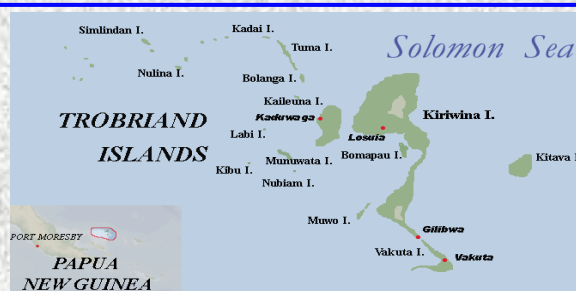 Simlindan I.
Kadai I.
Tuma I.
Solomon Sea
Nulina I.
Bolanga I.
Kaileuna I.
TROBRIAND
ISLANDS
Kaduwaga
Kiriwina I.
Labi I.
Losuia
Munuwata I.
Bomapau I.
Kitava I
Kibu I.
Nubiam I.
Muwo I.
Gilibwa
PORT MORESBY
Vakuta I.
Vakuta
PAPUA
NEW GUINEA